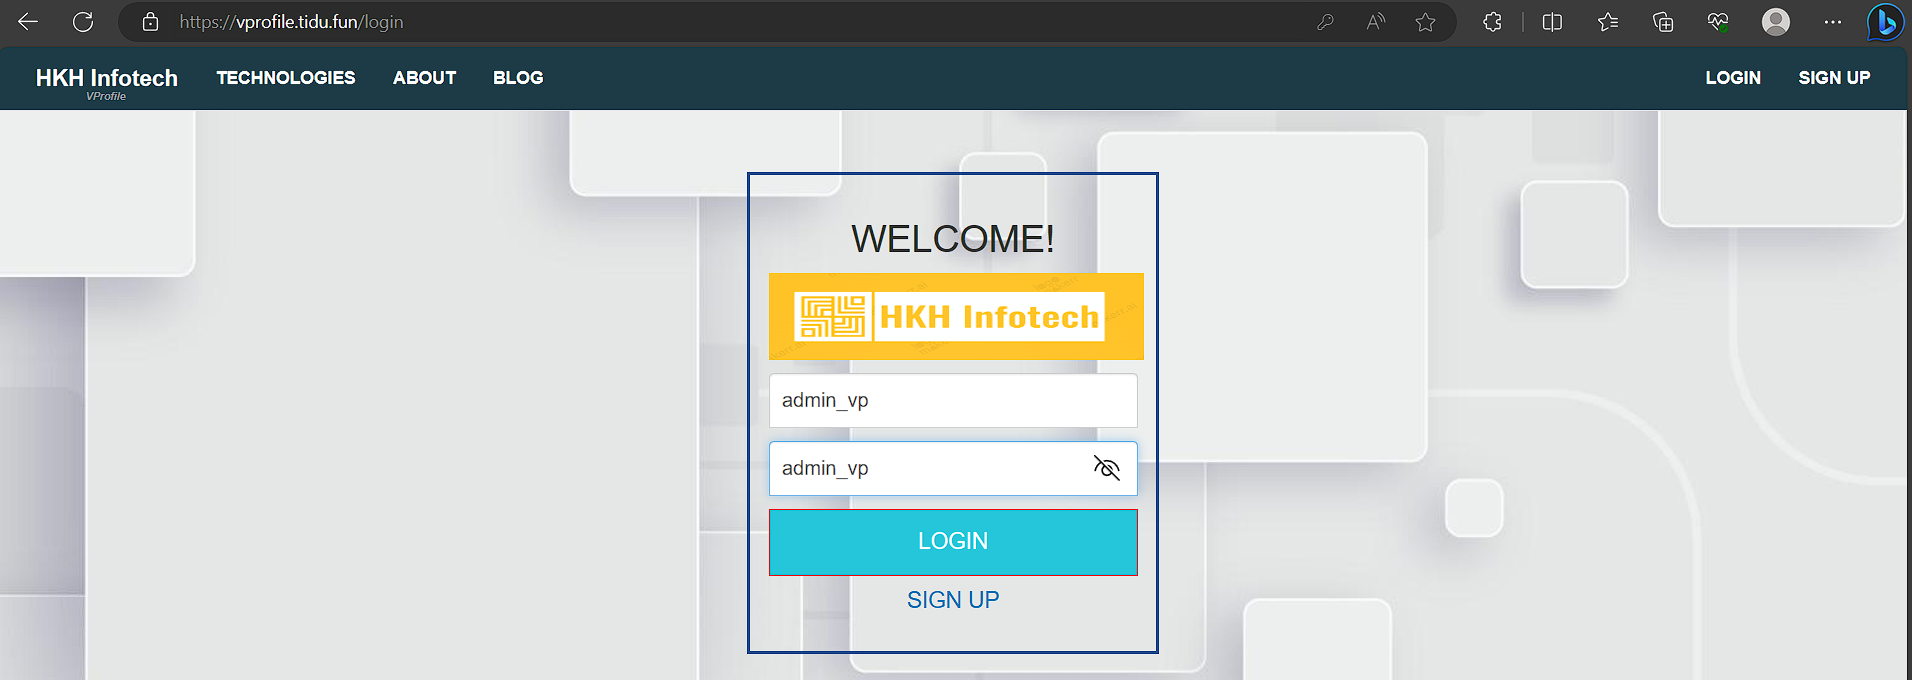 https://vprofile.tidu.fun/login
HKH Infotech TECHNOLOGIES ABOUT BLOG LOGIN SIGN UP
VProfile
WELCOME!
HKH Infotech
admin_vp
admin_vp
LOGIN
SIGN UP